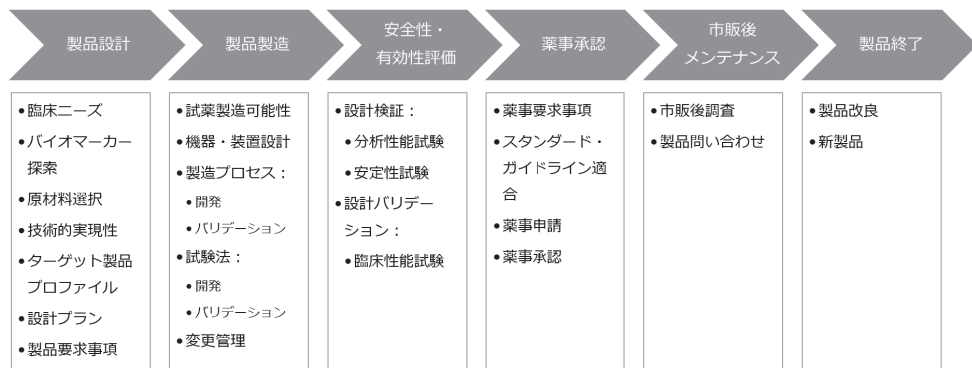 製品設計
製品製造
安全性・
有効性評価
薬事承認
市販後
メンテナンス
製品終了
•臨床ニーズ
•バイオマーカー
探索
•原材料選択
•技術的実現性
•ターゲット製品
プロファイル
•設計プラン
•製品要求事項
•試薬製造可能性
•機器・装置設計
•製造プロセス：
•開発
•バリデーション
•試験法：
•開発
•バリデーション
•変更管理
•設計検証：
•分析性能試験
•安定性試験
•設計バリデー
ション：
•臨床性能試験
•薬事要求事項
•スタンダード・
ガイドライン適
合
•薬事申請
•薬事承認
•市販後調査
•製品問い合わせ
•製品改良
•新製品